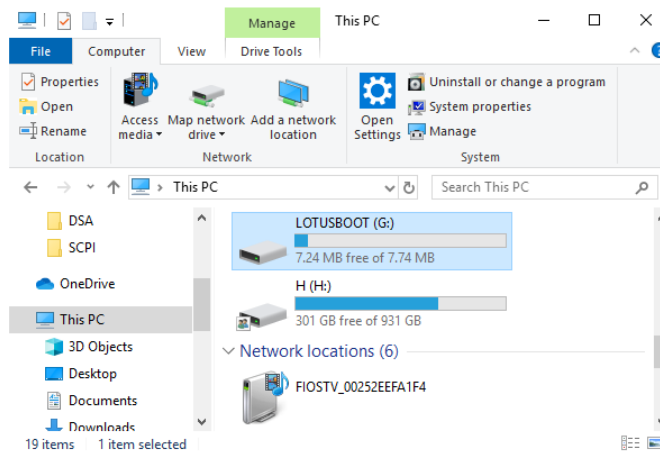 Manage This PC
File Computer View Drive Tools
Properties
Open
Rename
Access media
Map network drive
Add a network location
Open Settings
Uninstall or change a program
System properties
Manage
Location Network System
This PC Search This PC
DSA
SCPI
OneDrive
This PC
3D Objects
Desktop
Documents
Downloads
LOTUSBOOT (G:)
7.24 MB free of 7.74 MB
H (H:)
301 GB free of 931 GB
Network locations (6)
FIOSTV_00252EEFA1F4
19 items 1 item selected